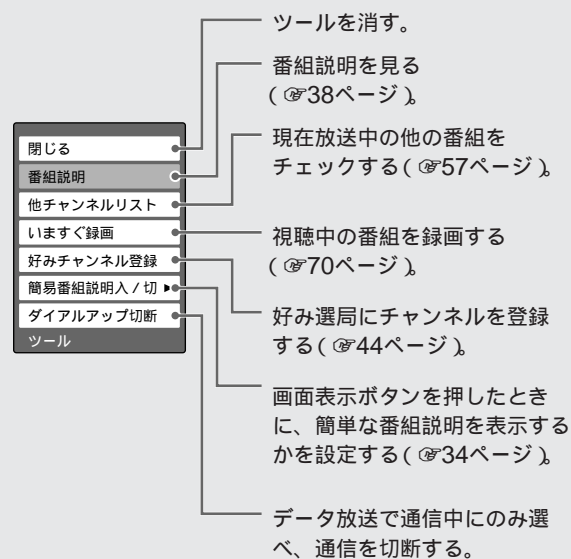 ツールを消す。
番組説明を見る
( ☞38ページ )。
現在放送中の他の番組を
チェックする( ☞57ページ )。
視聴中の番組を録画する
( ☞70ページ )。
好み選局にチャンネルを登録
する( ☞44ページ )。
画面表示ボタンを押したとき
に、簡単な番組説明を表示する
かを設定する( ☞34ページ )。
データ放送で通信中にのみ選
べ、通信を切断する。
閉じる
番組説明
他チャンネルリスト
いますぐ録画
好みチャンネル登録
簡易番組説明入 / 切 ▶
ダイアルアップ切断
ツール